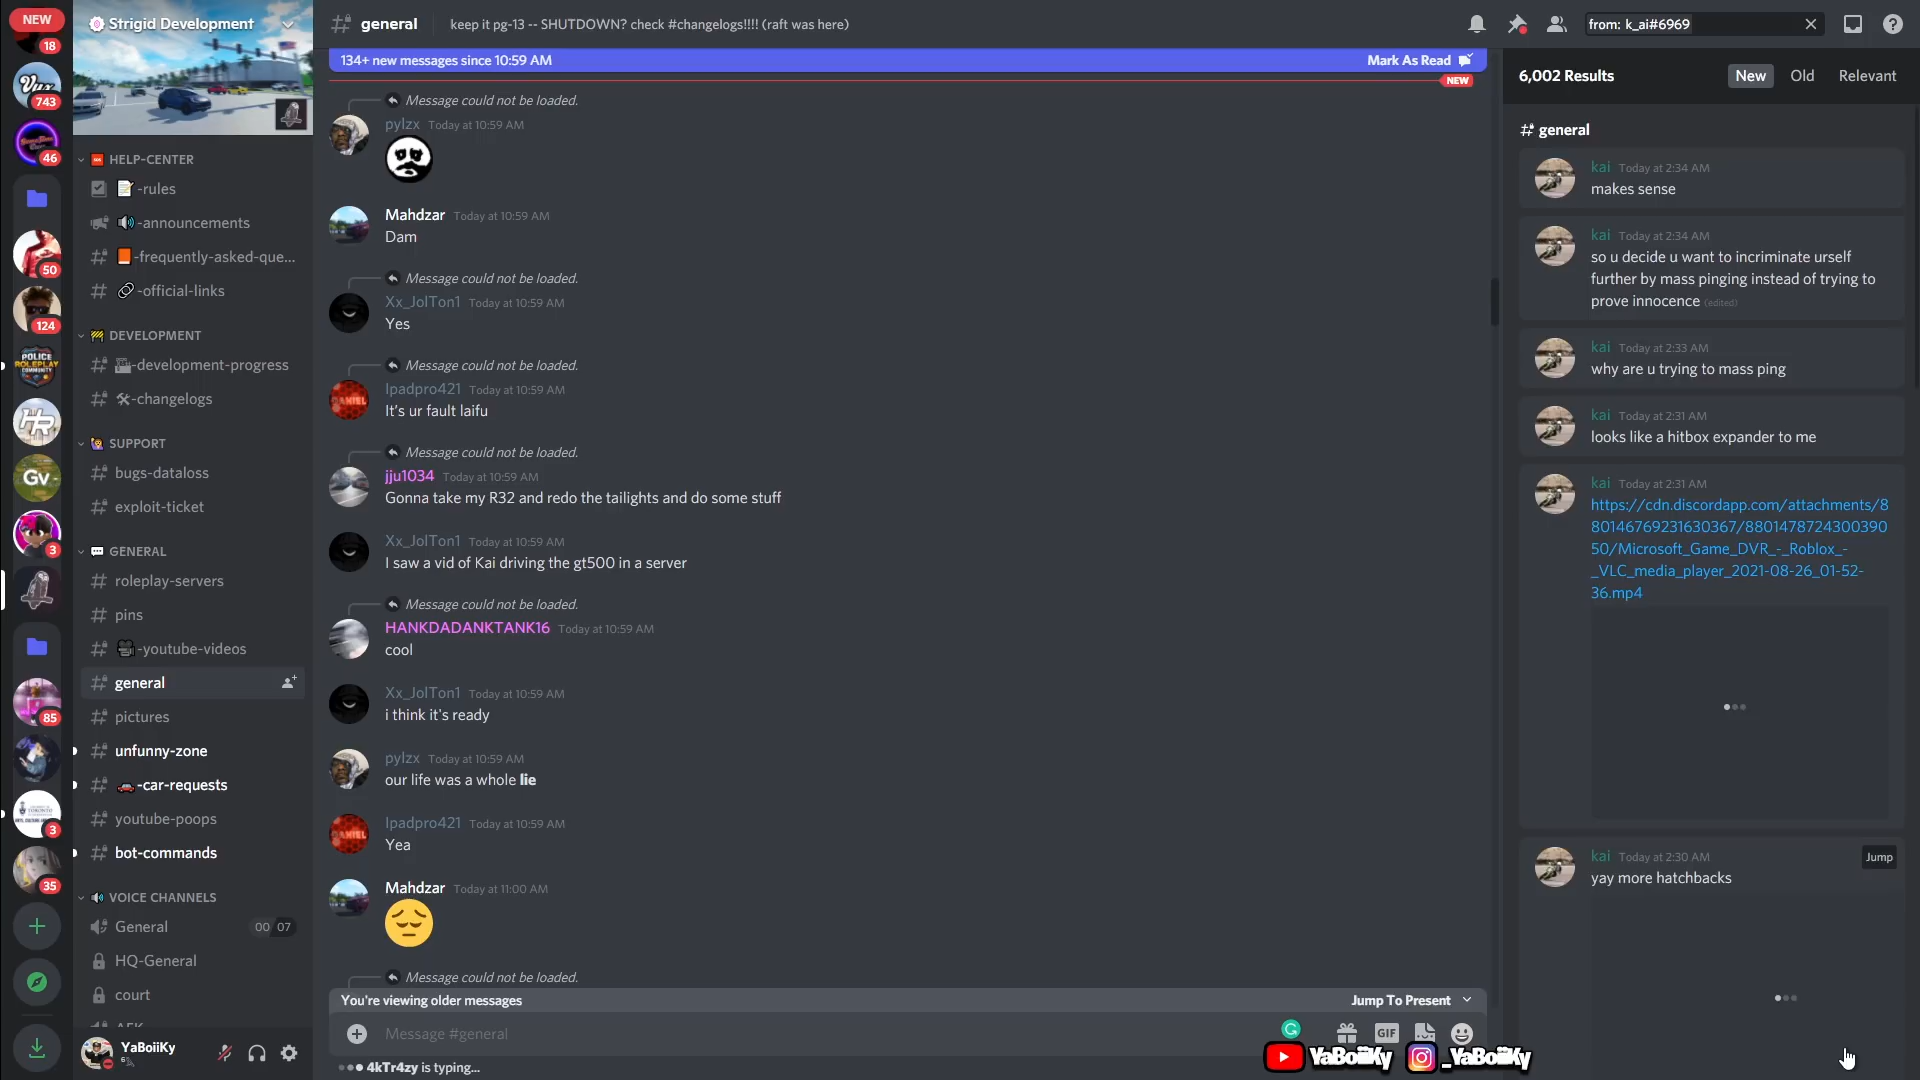 NEW
18
743
46
50
124
POLICE
ROLEPLAY
COMMUNITY
HR
Gv
3
85
3
35
Strigid Development
HELP-CENTER
-rules
-announcements
-frequently-asked-que...
-official-links
DEVELOPMENT
-development-progress
-changelogs
SUPPORT
bugs-dataloss
exploit-ticket
GENERAL
roleplay-servers
pins
-youtube-videos
general
pictures
unfunny-zone
-car-requests
youtube-poops
bot-commands
VOICE CHANNELS
General 00 07
HQ-General
court
YaBoiiKy
general
keep it pg-13 -- SHUTDOWN? check #changelogs!!!! (raft was here)
134+ new messages since 10:59 AM
Mark As Read
NEW
Message could not be loaded.
pylzx Today at 10:59 AM
Mahdzar Today at 10:59 AM
Dam
Message could not be loaded.
Xx_JolTon1 Today at 10:59 AM
Yes
Message could not be loaded.
Ipadpro421 Today at 10:59 AM
It's ur fault laifu
Message could not be loaded.
jju1034 Today at 10:59 AM
Gonna take my R32 and redo the tailights and do some stuff
Xx_JolTon1 Today at 10:59 AM
I saw a vid of Kai driving the gt500 in a server
Message could not be loaded.
HANKDADANKTANK16 Today at 10:59 AM
cool
Xx_JolTon1 Today at 10:59 AM
i think it's ready
pylzx Today at 10:59 AM
our life was a whole lie
Ipadpro421 Today at 10:59 AM
Yea
Mahdzar Today at 11:00 AM
Message could not be loaded.
You're viewing older messages
Jump To Present
Message #general
GIF
4kTr4zy is typing...
YaBoiiKy
_YaBoiiKy
from: k_ai#6969
6,002 Results
New Old Relevant
# general
kai Today at 2:34 AM
makes sense
kai Today at 2:34 AM
so u decide u want to incriminate urself
further by mass pinging instead of trying to
prove innocence (edited)
kai Today at 2:33 AM
why are u trying to mass ping
kai Today at 2:31 AM
looks like a hitbox expander to me
kai Today at 2:31 AM
https://cdn.discordapp.com/attachments/8
80146769231630367/8801478724300390
50/Microsoft_Game_DVR_-_Roblox_-
_VLC_media_player_2021-08-26_01-52-
36.mp4
kai Today at 2:30 AM
Jump
yay more hatchbacks